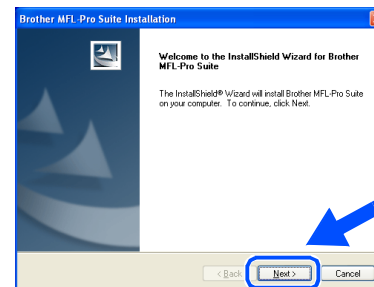 Brother MFL-Pro Suite Installation
Welcome to the InstallShield Wizard for Brother
MFL-Pro Suite
The InstallShield® Wizard will install Brother MFL-Pro Suite
on your computer. To continue, click Next.
< Back Next > Cancel